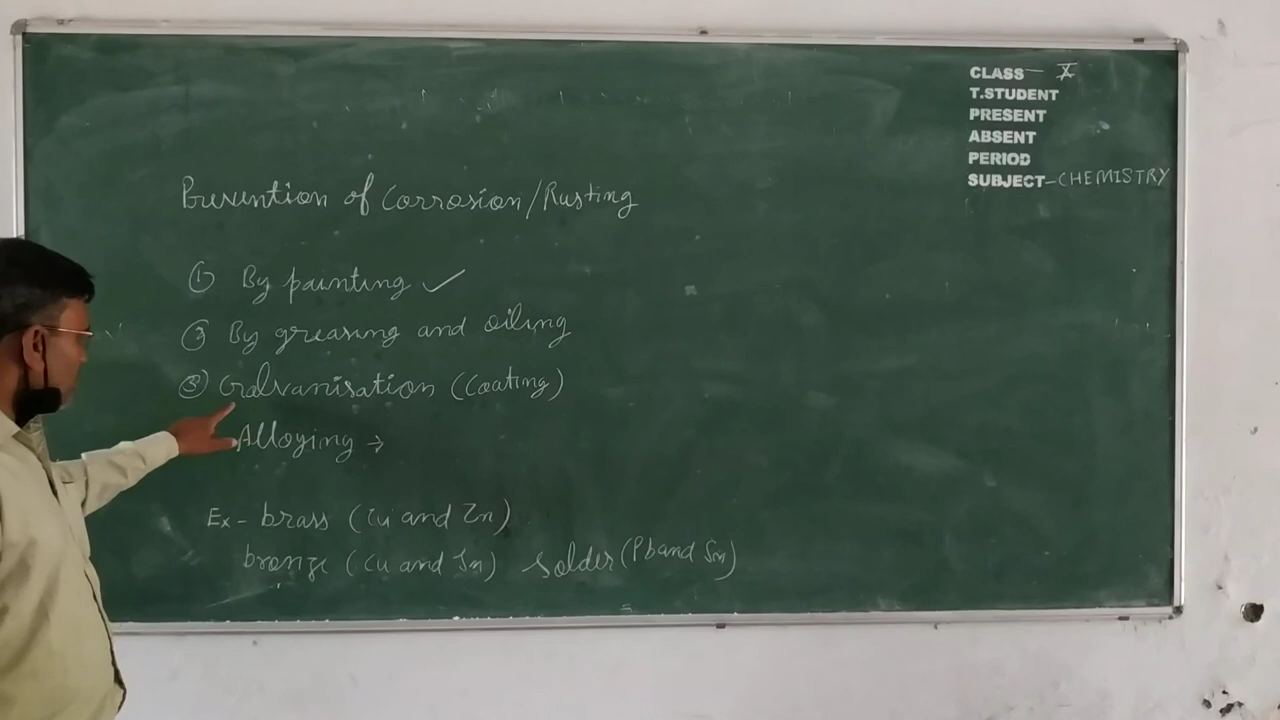 CLASS - X
T.STUDENT
PRESENT
ABSENT
PERIOD
SUBJECT - CHEMISTRY
Prevention of Corrosion/Rusting
① By painting ✓
② By greasing and oiling
③ Galvanisation (Coating)
Alloying →
Ex - brass (Cu and Zn)
bronze (Cu and Sn) solder (Pb and Sn)